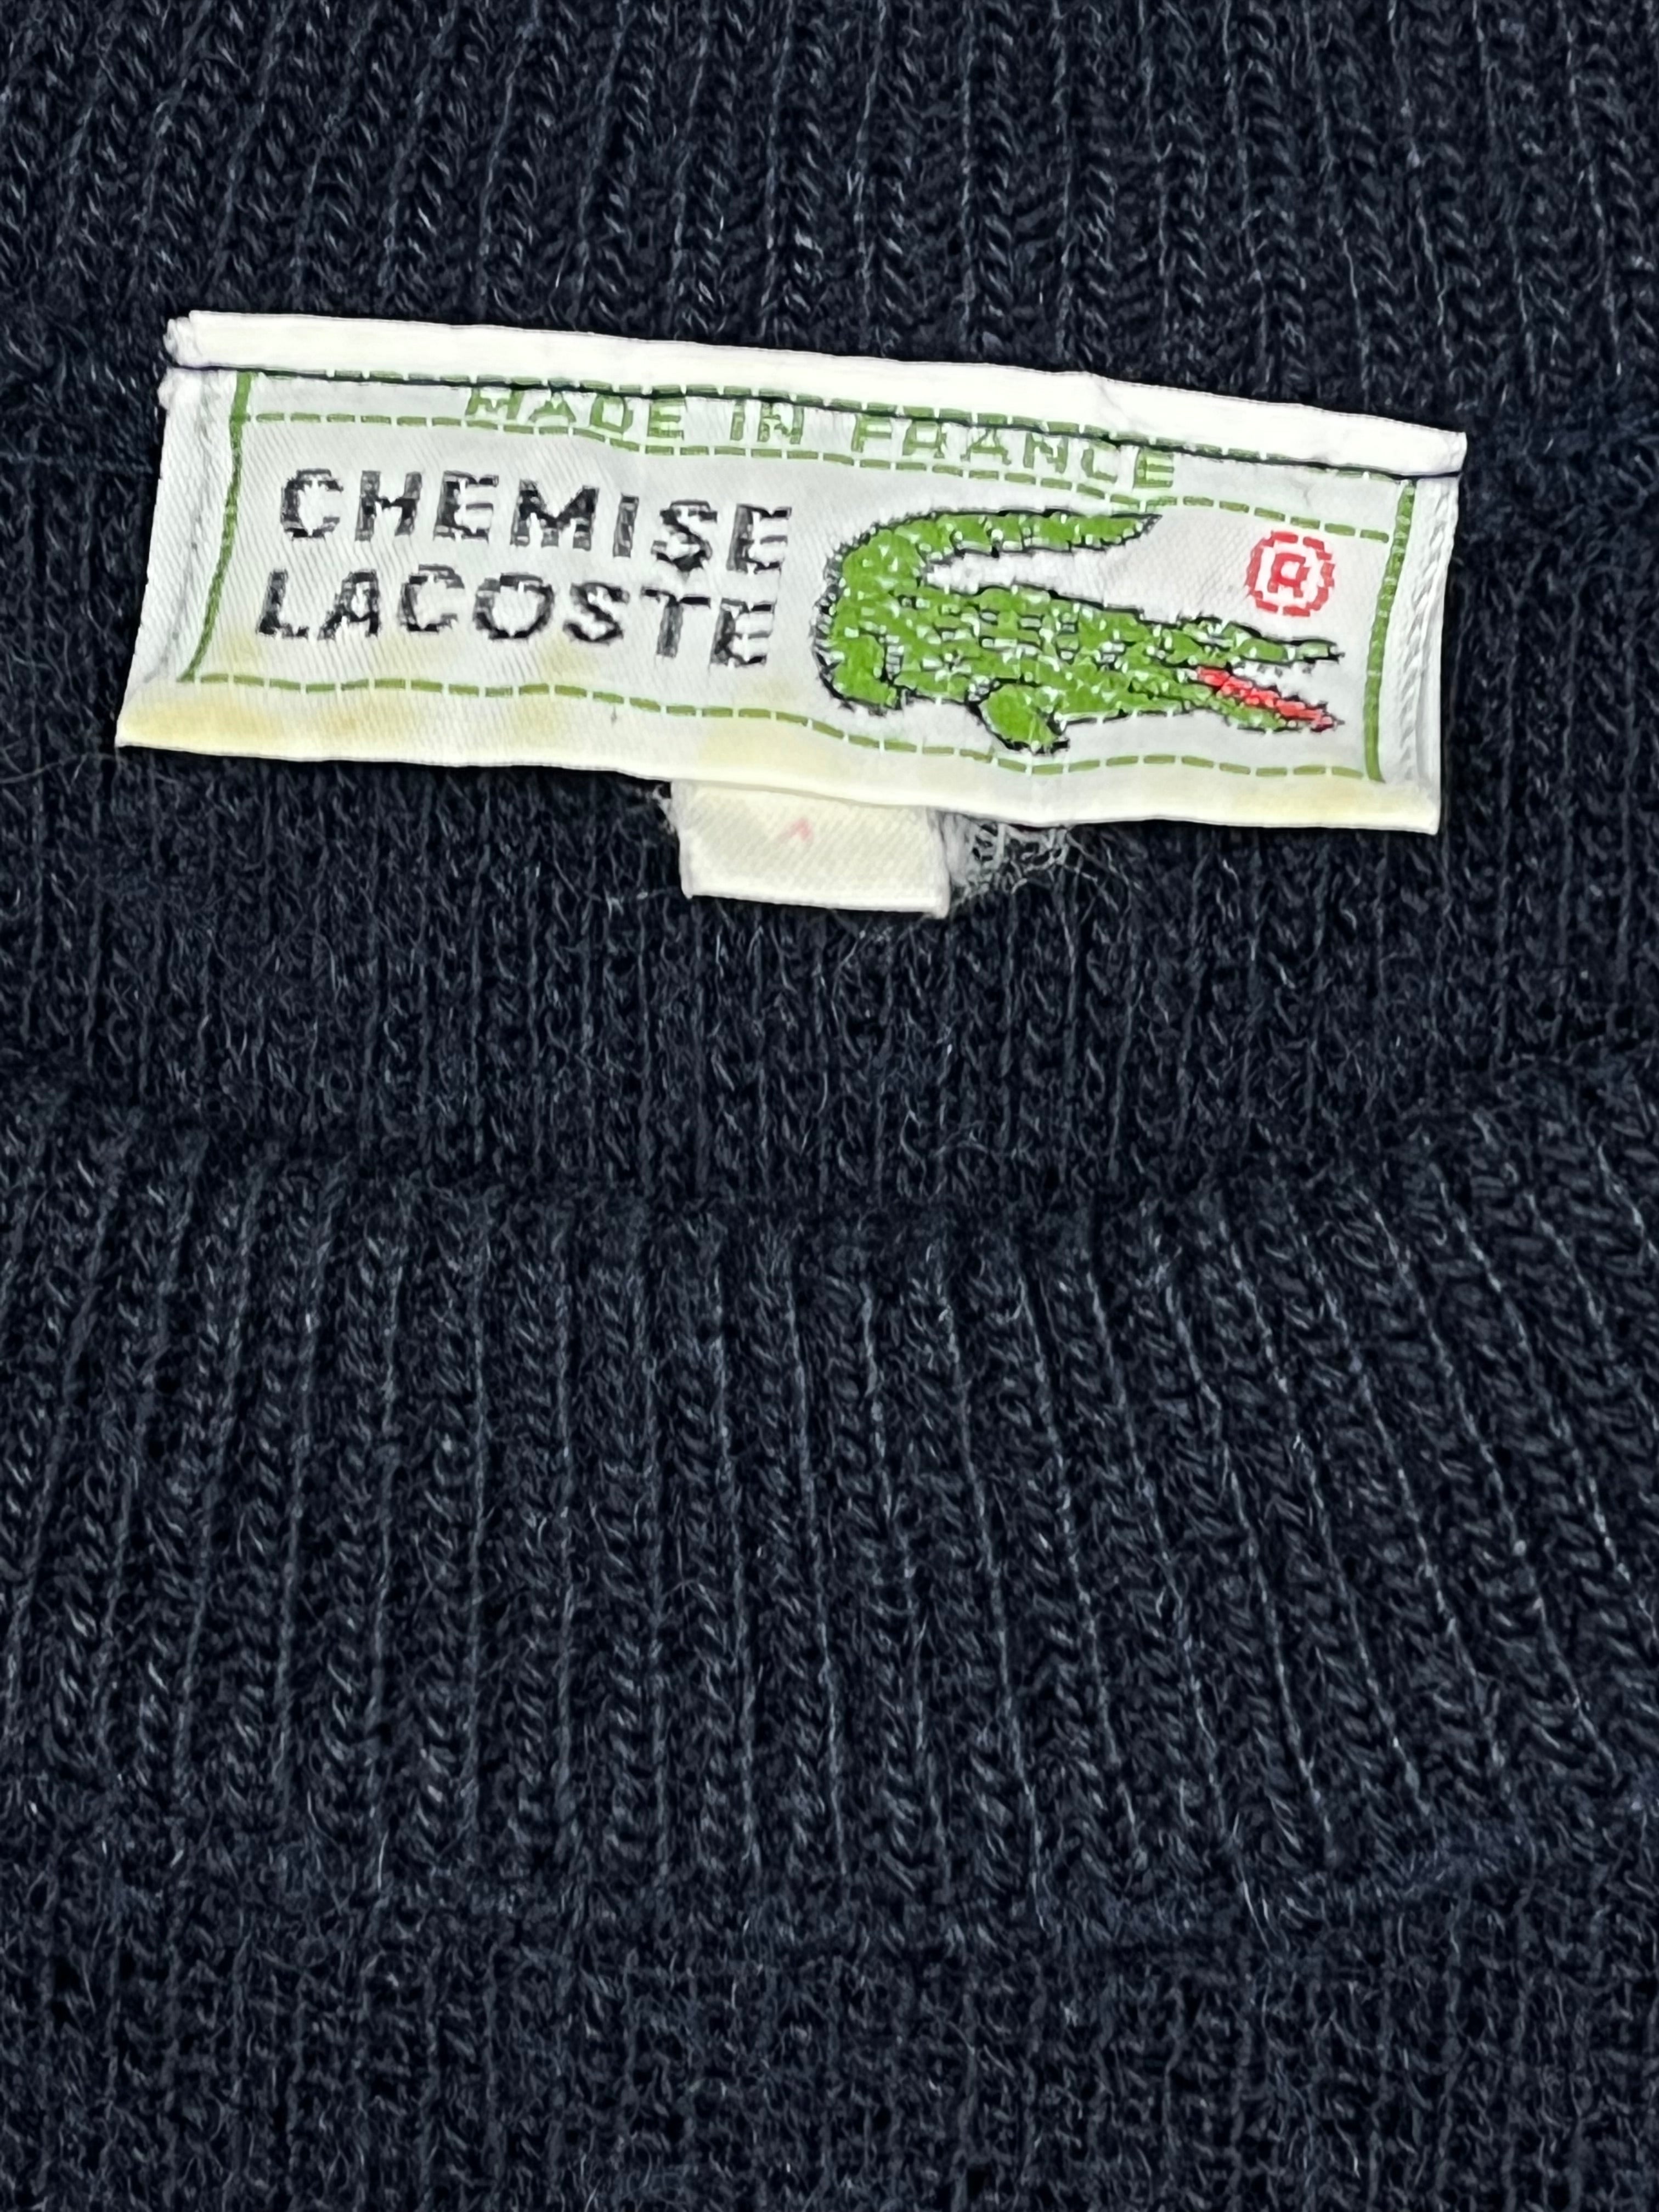 MADE IN FRANCE
CHEMISE
LACOSTE
®